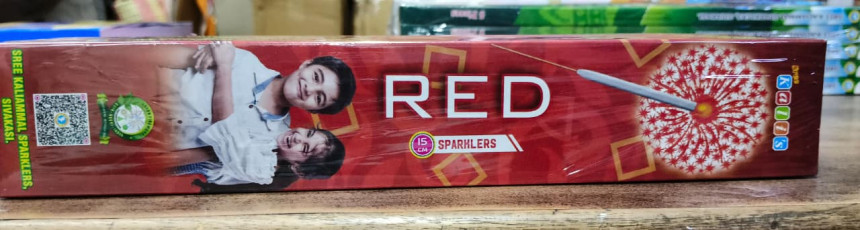 SREE KALIAMMAL SPARKLERS,
SIVAKASI.
RED
15
CM
SPARKLERS